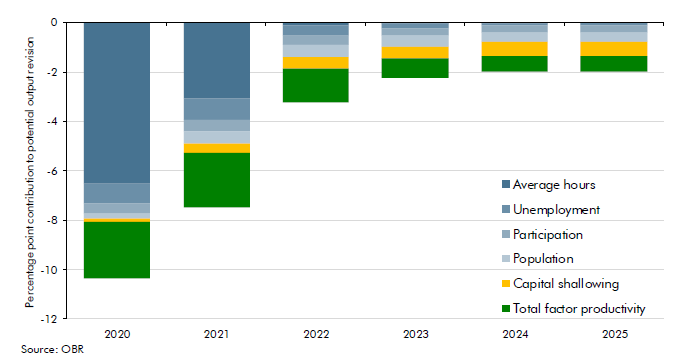 Percentage point contribution to potential output revision
0
-2
-4
-6
-8
-10
-12
Average hours
Unemployment
Participation
Population
Capital shallowing
Total factor productivity
2020 2021 2022 2023 2024 2025
Source: OBR